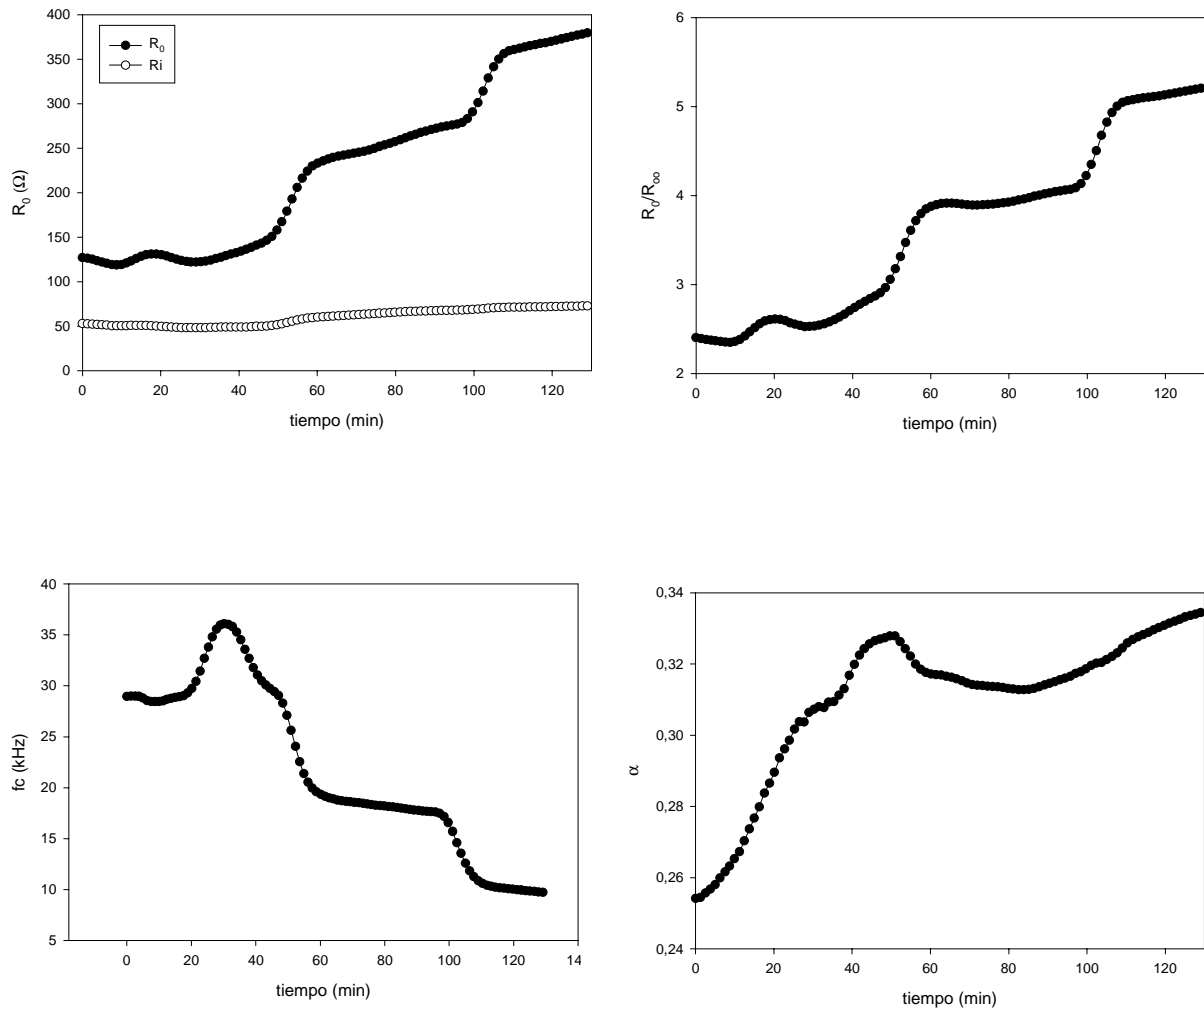 R0
Ri
400
350
300
250
200
150
100
50
0
R0 (Ω)
0 20 40 60 80 100 120
tiempo (min)
6
5
4
3
2
R0/Roo
0 20 40 60 80 100 120
tiempo (min)
40
35
30
25
20
15
10
5
fc (kHz)
0 20 40 60 80 100 120 14
tiempo (min)
0,34
0,32
0,30
0,28
0,26
0,24
α
0 20 40 60 80 100 120
tiempo (min)